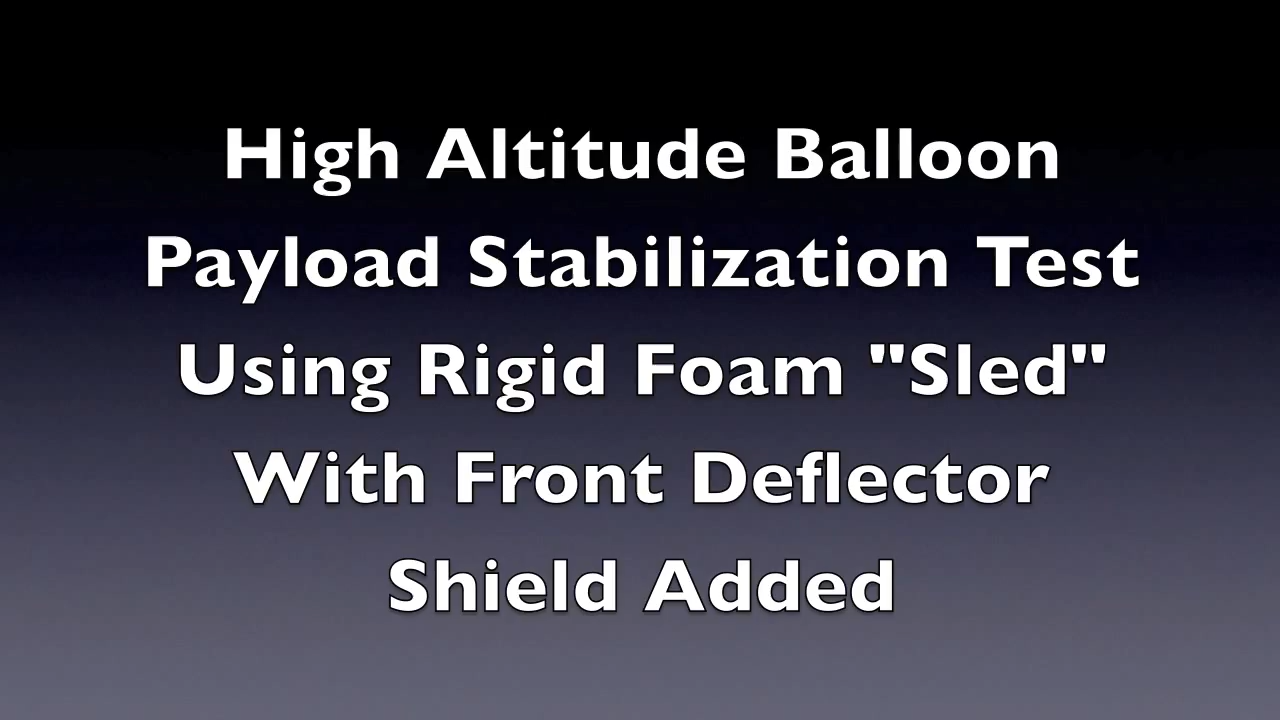 High Altitude Balloon
Payload Stabilization Test
Using Rigid Foam "Sled"
With Front Deflector
Shield Added